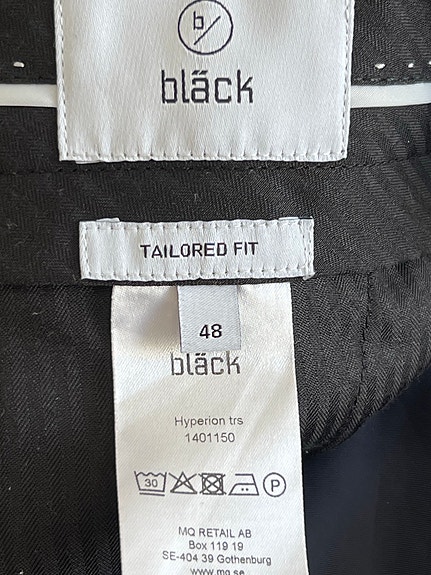 b/
bläck
TAILORED FIT
48
bläck
Hyperion trs
1401150
30 P
MQ RETAIL AB
Box 119 19
SE-404 39 Gothenburg
www.mq.se